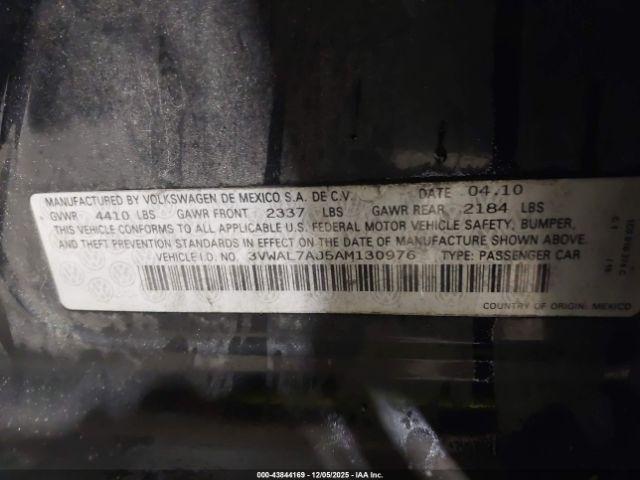 MANUFACTURED BY VOLKSWAGEN DE MEXICO S.A. DE C.V. DATE 04.10
GVWR 4410 LBS GAWR FRONT 2337 LBS GAWR REAR 2184 LBS
THIS VEHICLE CONFORMS TO ALL APPLICABLE U.S. FEDERAL MOTOR VEHICLE SAFETY, BUMPER,
AND THEFT PREVENTION STANDARDS IN EFFECT ON THE DATE OF MANUFACTURE SHOWN ABOVE.
VEHICLE I.D. NO. 3VWAL7AJ5AM130976 TYPE: PASSENGER CAR
COUNTRY OF ORIGIN: MEXICO
000-43844169 - 12/05/2025 - IAA Inc.